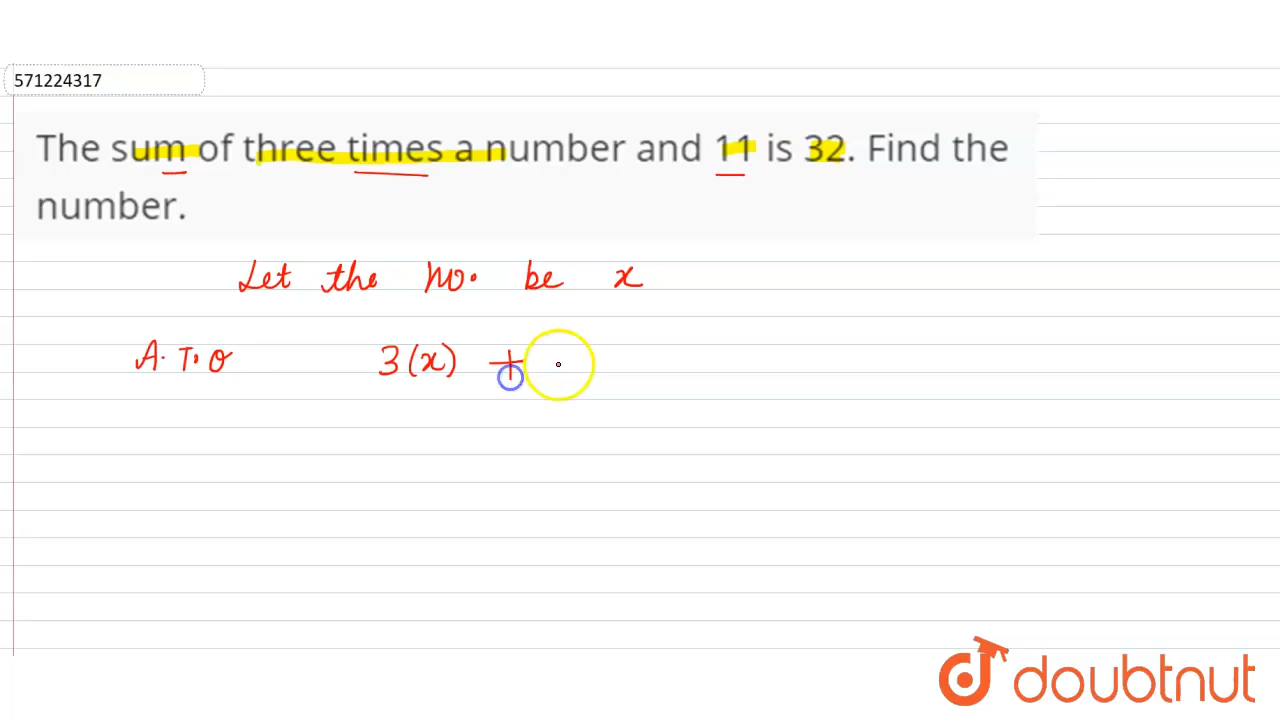 571224317
The sum of three times a number and 11 is 32. Find the
number.
Let the no. be x
A.T.Q 3(x) +
doubtnut